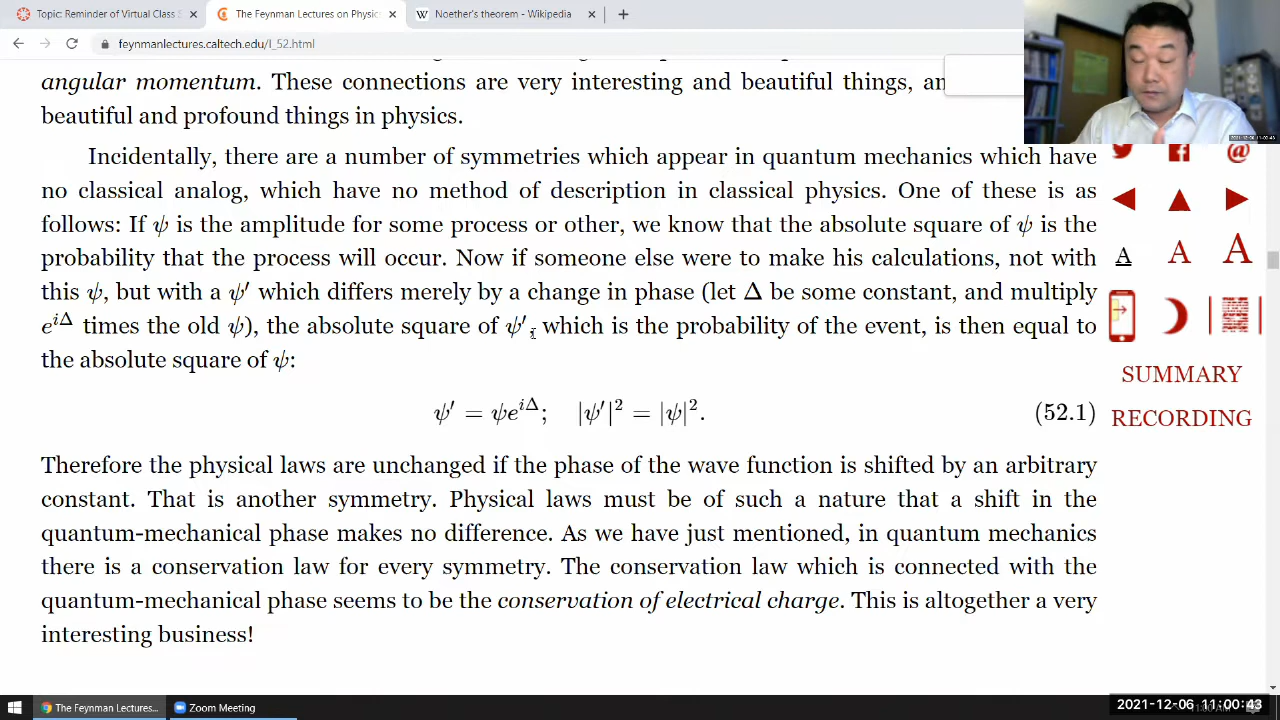 Topic: Reminder of Virtual Class S
The Feynman Lectures on Physic
Noether's theorem - Wikipedia
feynmanlectures.caltech.edu/I_52.html
angular momentum. These connections are very interesting and beautiful things, an
beautiful and profound things in physics.
Incidentally, there are a number of symmetries which appear in quantum mechanics which have
no classical analog, which have no method of description in classical physics. One of these is as
follows: If ψ is the amplitude for some process or other, we know that the absolute square of ψ is the
probability that the process will occur. Now if someone else were to make his calculations, not with
this ψ, but with a ψ′ which differs merely by a change in phase (let Δ be some constant, and multiply
e^{iΔ} times the old ψ), the absolute square of ψ′, which is the probability of the event, is then equal to
the absolute square of ψ:
ψ′ = ψe^{iΔ}; |ψ′|² = |ψ|². (52.1)
Therefore the physical laws are unchanged if the phase of the wave function is shifted by an arbitrary
constant. That is another symmetry. Physical laws must be of such a nature that a shift in the
quantum-mechanical phase makes no difference. As we have just mentioned, in quantum mechanics
there is a conservation law for every symmetry. The conservation law which is connected with the
quantum-mechanical phase seems to be the conservation of electrical charge. This is altogether a very
interesting business!
@
A A A
SUMMARY
RECORDING
2021-12-06 11:00:43
The Feynman Lectures...
Zoom Meeting
2021-12-06 11:00:43